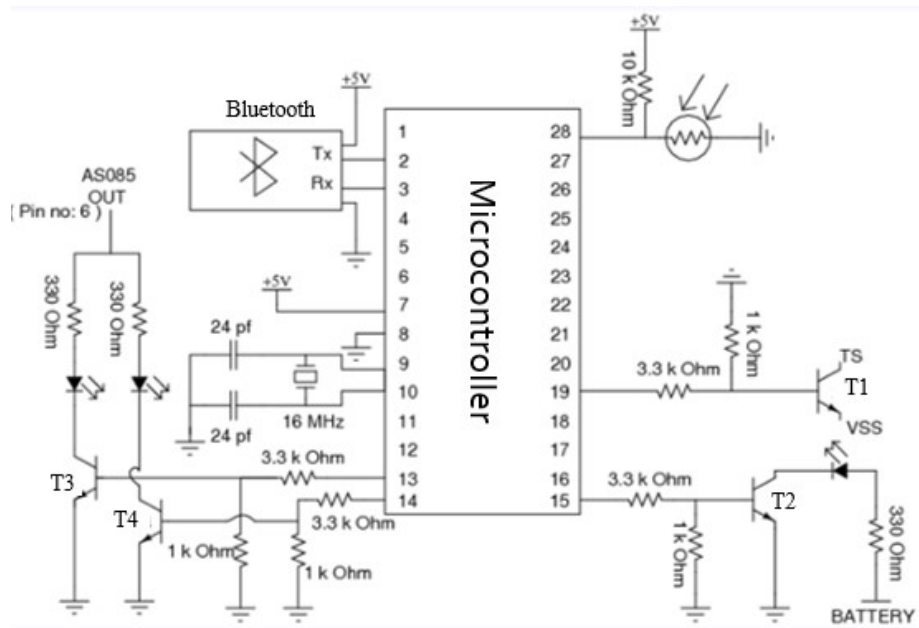 +5V
10 k Ohm
+5V
Bluetooth
Tx
Rx
AS085
OUT
( Pin no: 6 )
330 Ohm
330 Ohm
+5V
24 pf
24 pf
16 MHz
1
2
3
4
5
6
7
8
9
10
11
12
13
14
Microcontroller
28
27
26
25
24
23
22
21
20
19
18
17
16
15
1 k Ohm
3.3 k Ohm
TS
T1
VSS
3.3 k Ohm
T2
1 k Ohm
330 Ohm
BATTERY
3.3 k Ohm
T3
T4
3.3 k Ohm
1 k Ohm
1 k Ohm